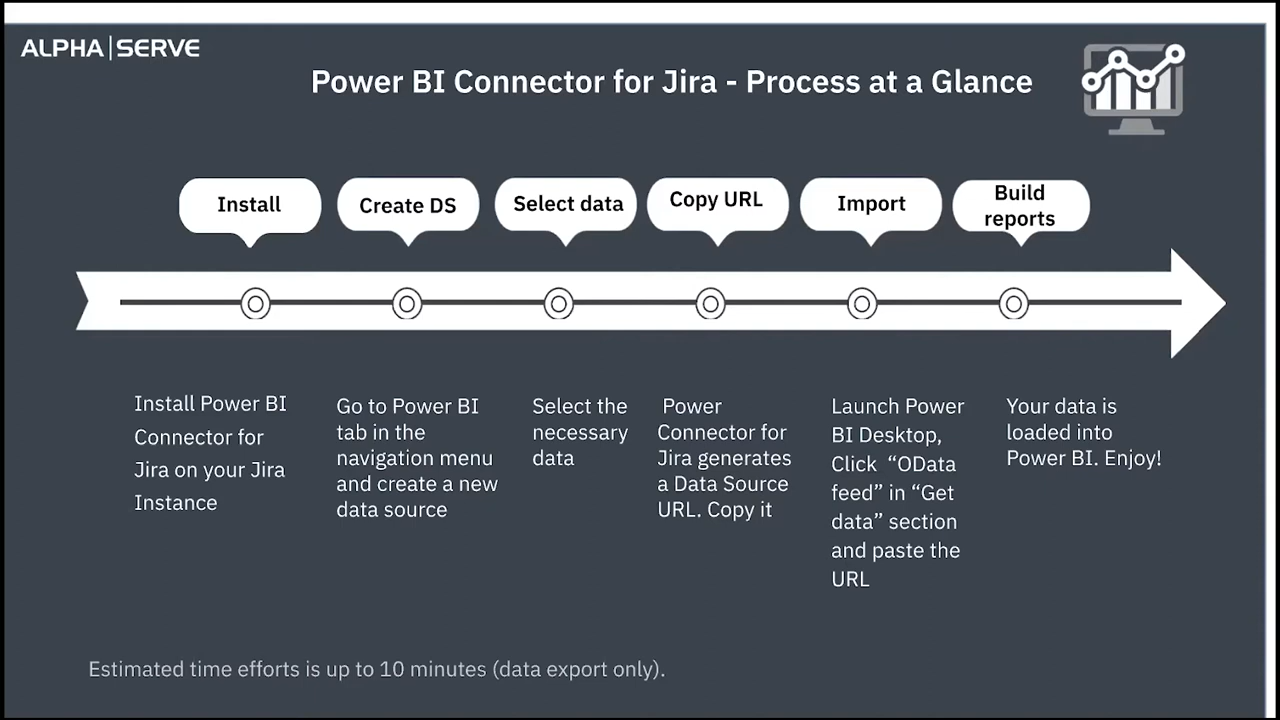 ALPHA|SERVE
Power BI Connector for Jira - Process at a Glance
Install
Create DS
Select data
Copy URL
Import
Build
reports
Install Power BI
Connector for
Jira on your Jira
Instance
Go to Power BI
tab in the
navigation menu
and create a new
data source
Select the
necessary
data
Power
Connector for
Jira generates
a Data Source
URL. Copy it
Launch Power
BI Desktop,
Click “OData
feed” in “Get
data” section
and paste the
URL
Your data is
loaded into
Power BI. Enjoy!
Estimated time efforts is up to 10 minutes (data export only).